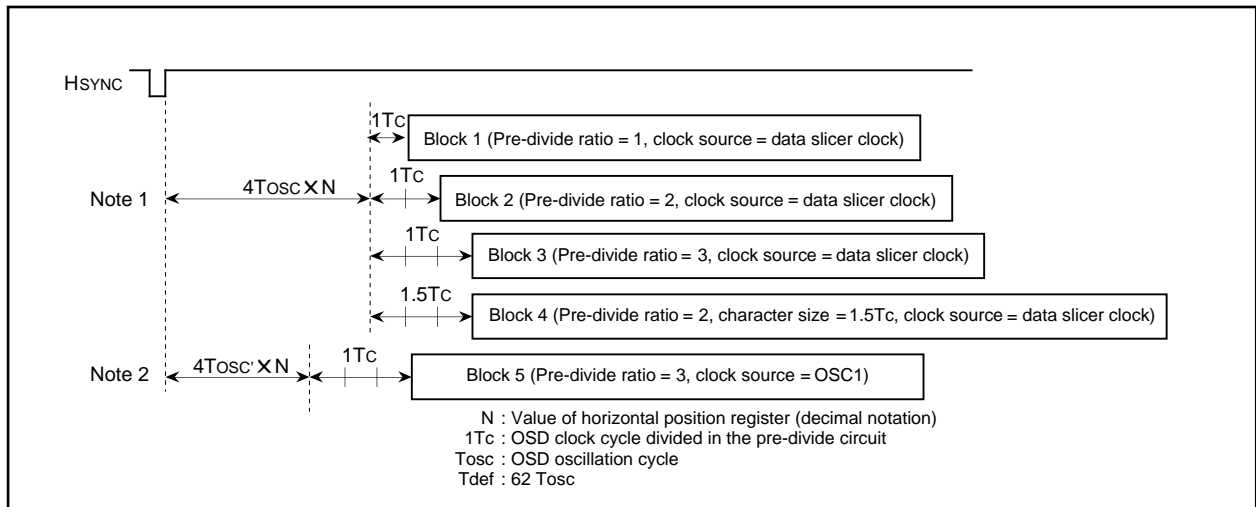 HSYNC
1TC
Block 1 (Pre-divide ratio = 1, clock source = data slicer clock)
Note 1
4TOSC × N
1TC
Block 2 (Pre-divide ratio = 2, clock source = data slicer clock)
1TC
Block 3 (Pre-divide ratio = 3, clock source = data slicer clock)
1.5TC
Block 4 (Pre-divide ratio = 2, character size = 1.5Tc, clock source = data slicer clock)
Note 2
4TOSC' × N
1TC
Block 5 (Pre-divide ratio = 3, clock source = OSC1)
N : Value of horizontal position register (decimal notation)
1Tc : OSD clock cycle divided in the pre-divide circuit
Tosc : OSD oscillation cycle
Tdef : 62 Tosc